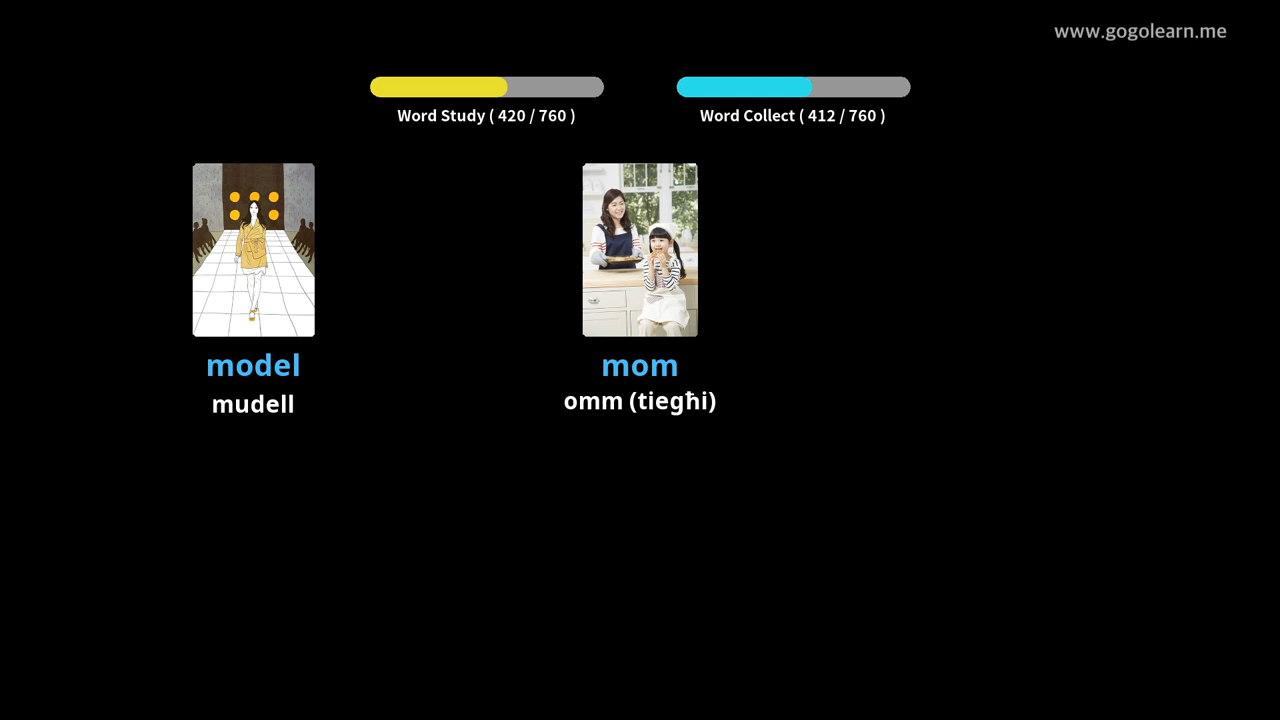 www.gogolearn.me
Word Study ( 420 / 760 )
Word Collect ( 412 / 760 )
model
mudell
mom
omm (tiegħi)